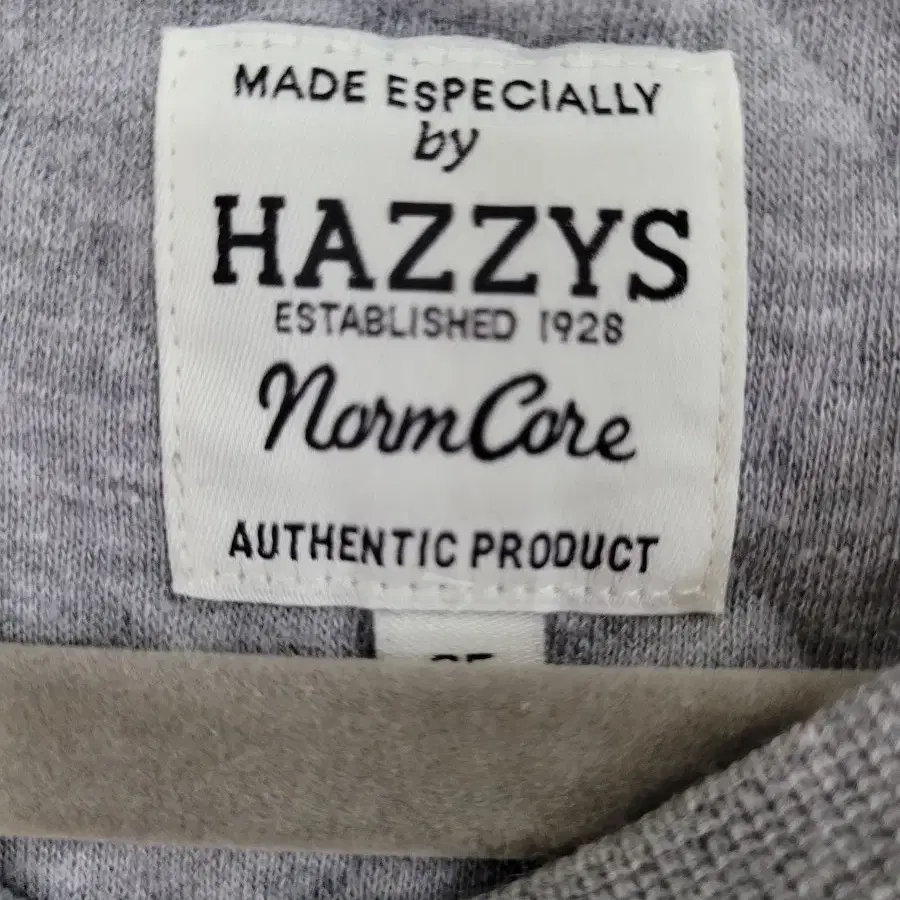 MADE ESPECIALLY
by
HAZZYS
ESTABLISHED 1928
NormCore
AUTHENTIC PRODUCT